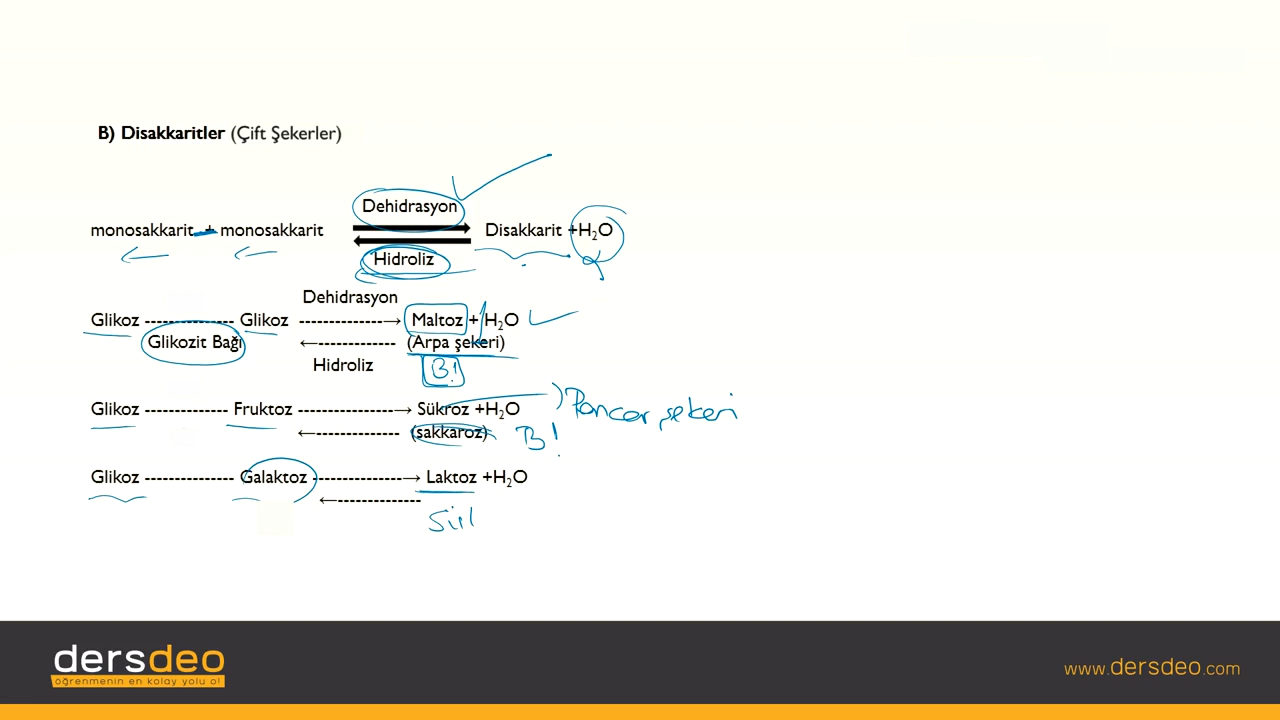 B) Disakkaritler (Çift Şekerler)
Dehidrasyon
monosakkarit + monosakkarit Disakkarit +H₂O
Hidroliz
Dehidrasyon
Glikoz --------------- Glikoz ---------------→ Maltoz + H₂O
Glikozit Bağı ←--------------- (Arpa şekeri)
Hidroliz B!
Glikoz --------------- Fruktoz --------------------→ Sükroz +H₂O Pancar şekeri
←------------------ (sakkaroz) B!
Glikoz --------------- Galaktoz ------------------→ Laktoz +H₂O
←------------------
dersdeo
öğrenmenin en kolay yolu o!
www.dersdeo.com